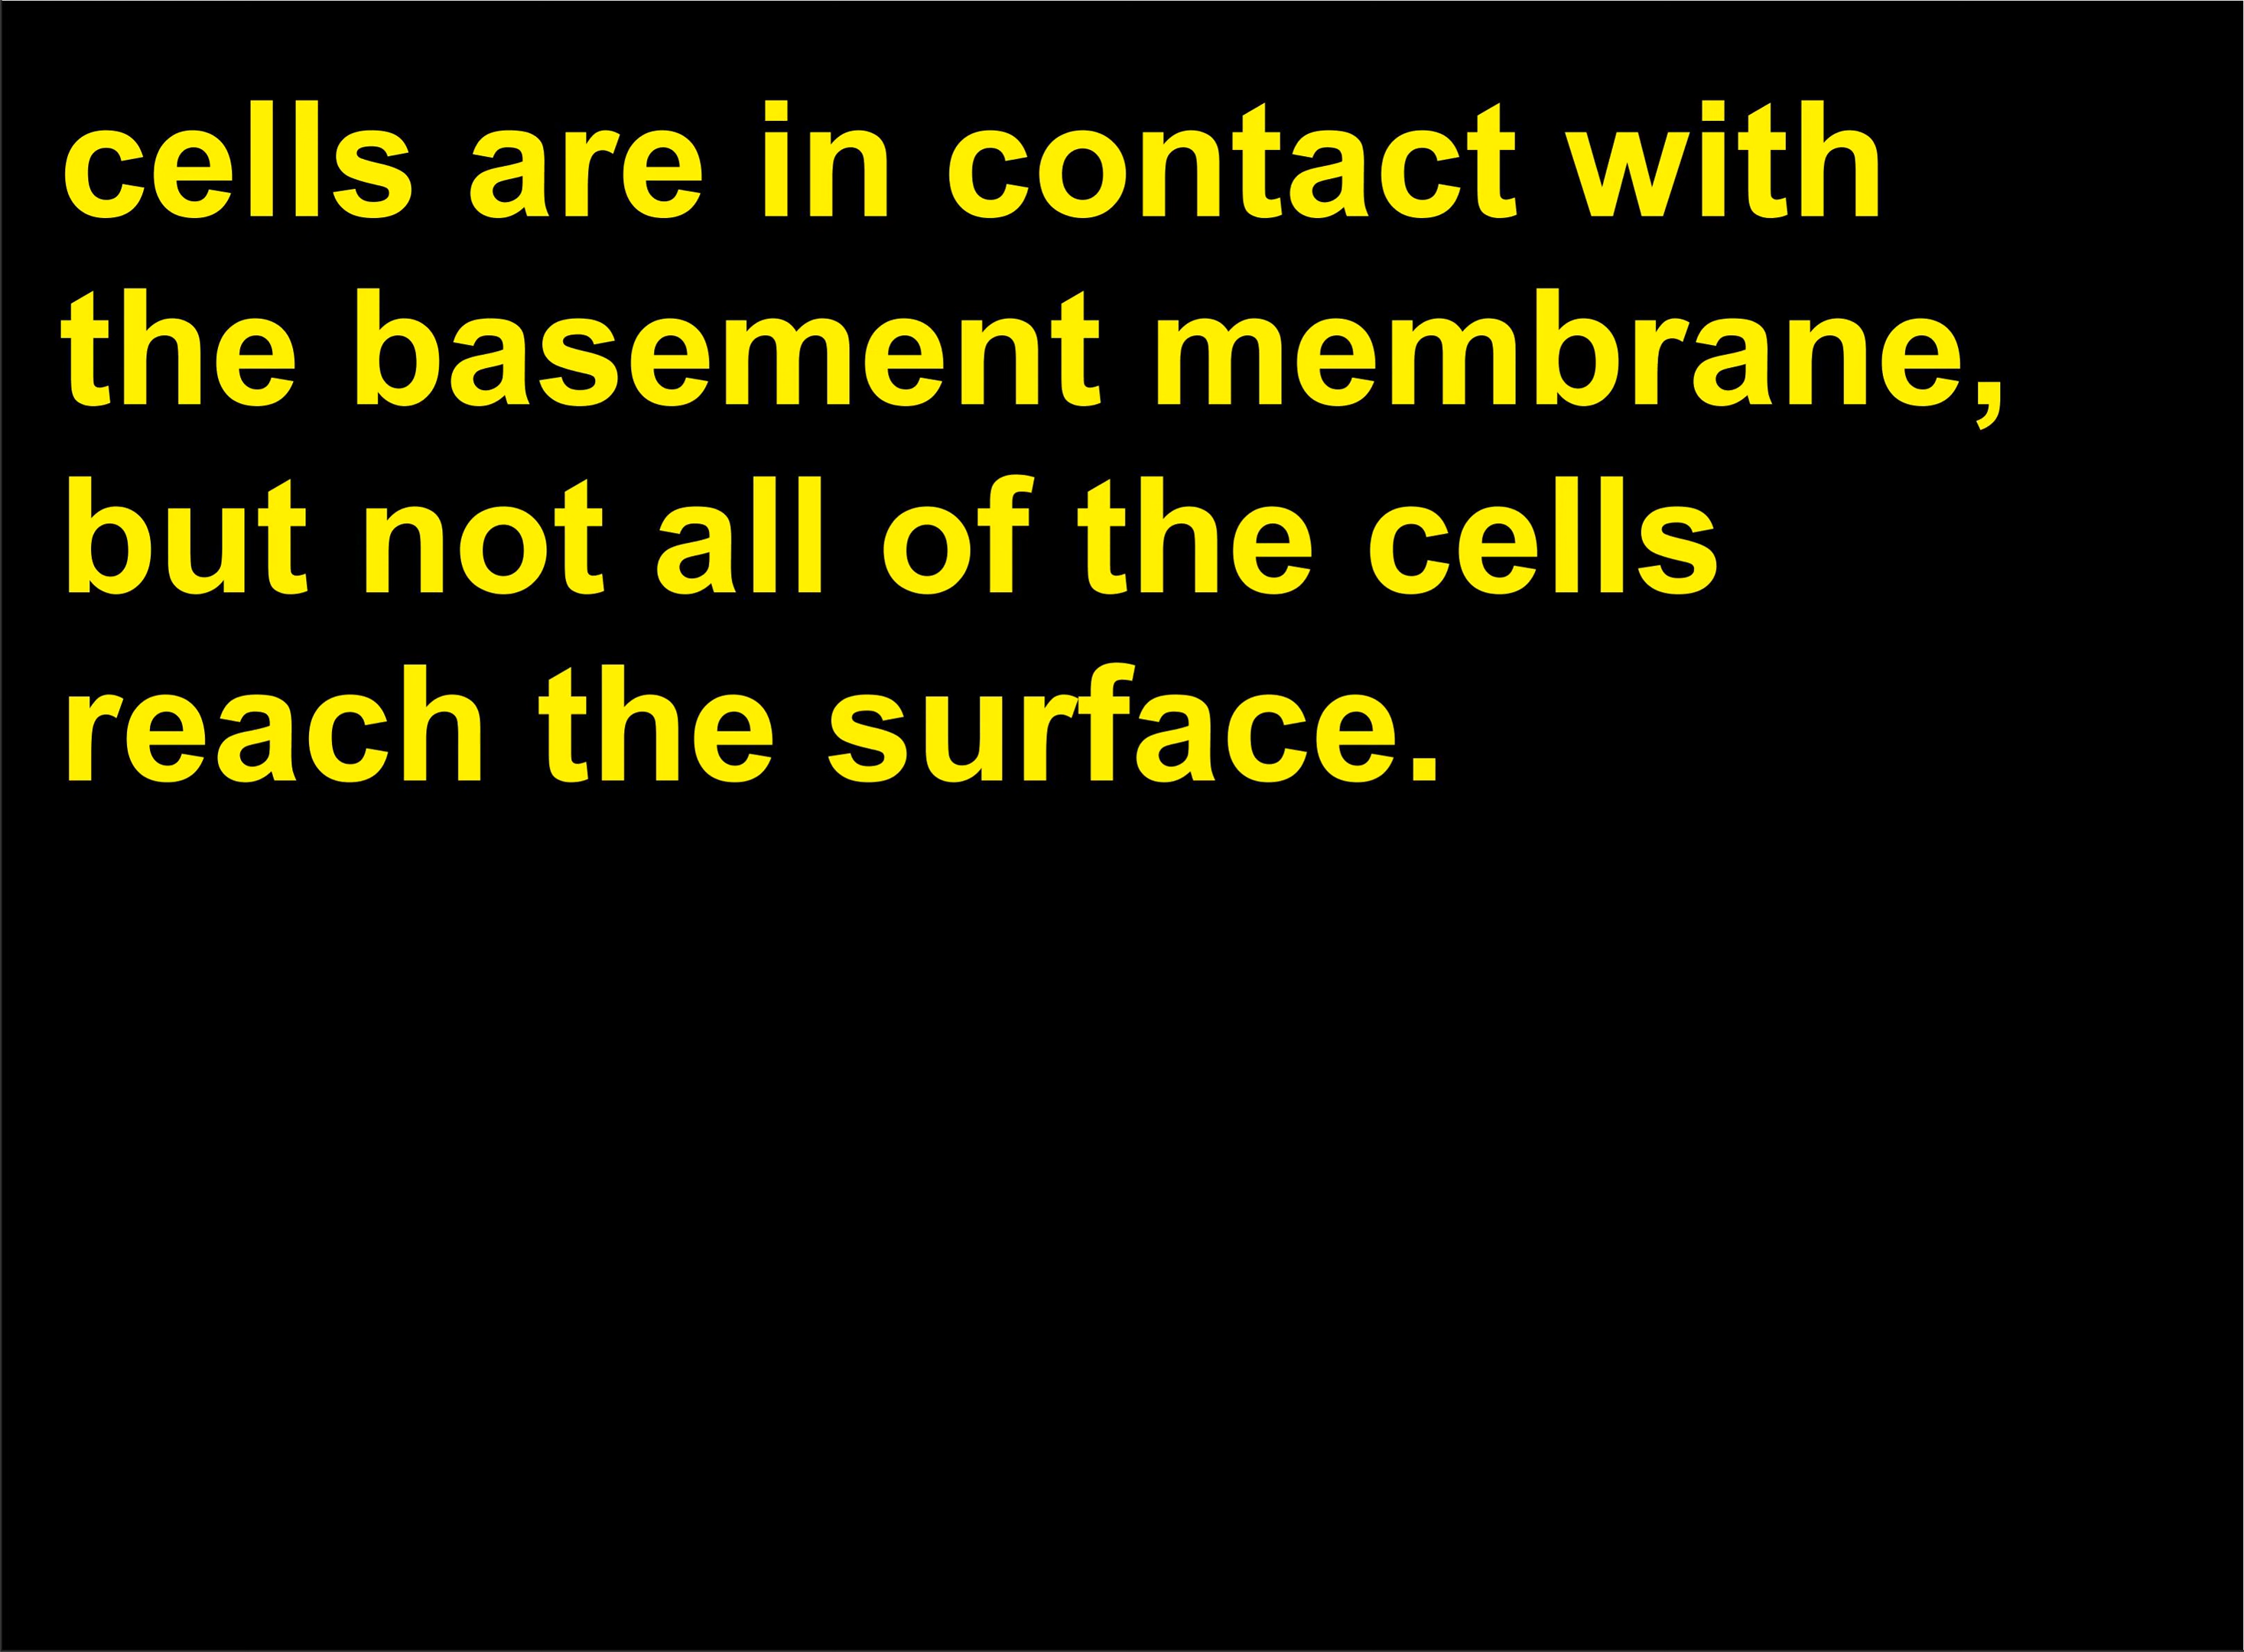 cells are in contact with
the basement membrane,
but not all of the cells
reach the surface.